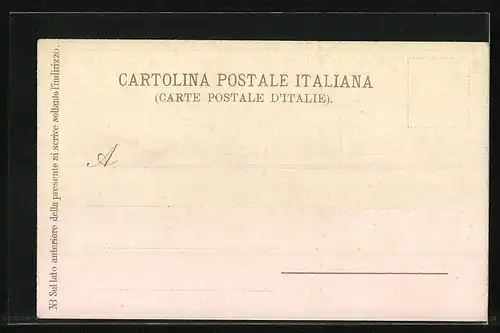 CARTOLINA POSTALE ITALIANA
(CARTE POSTALE D'ITALIE).
A
NB Sul lato anteriore della presente si scrive soltanto l'indirizzo.